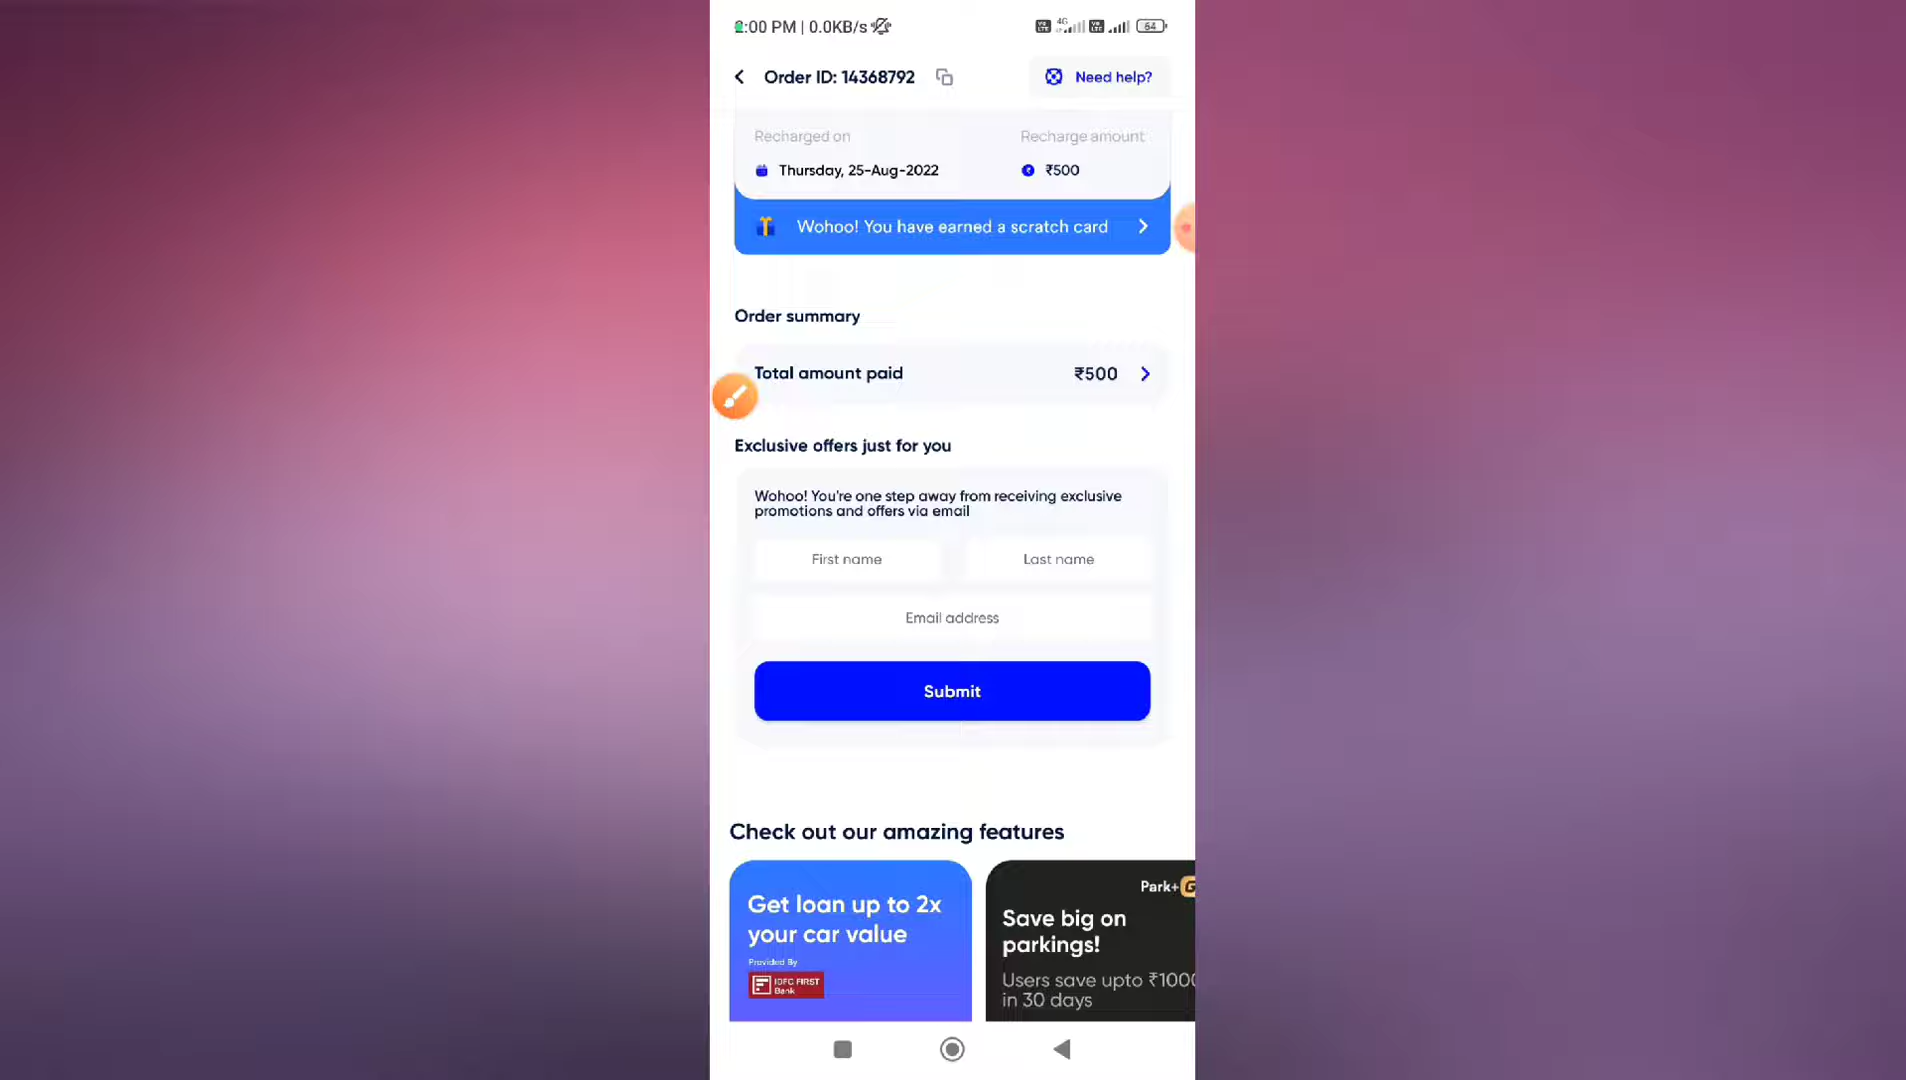 :00 PM | 0.0KB/s 4G 64
Order ID: 14368792 Need help?
Recharged on Recharge amount
Thursday, 25-Aug-2022 ₹500
Wohoo! You have earned a scratch card
Order summary
Total amount paid ₹500
Exclusive offers just for you
Wohoo! You're one step away from receiving exclusive
promotions and offers via email
First name Last name
Email address
Submit
Check out our amazing features
Get loan up to 2x
your car value
Provided By
IDFC FIRST
Bank
Park+
Save big on
parkings!
Users save upto ₹1000
in 30 days